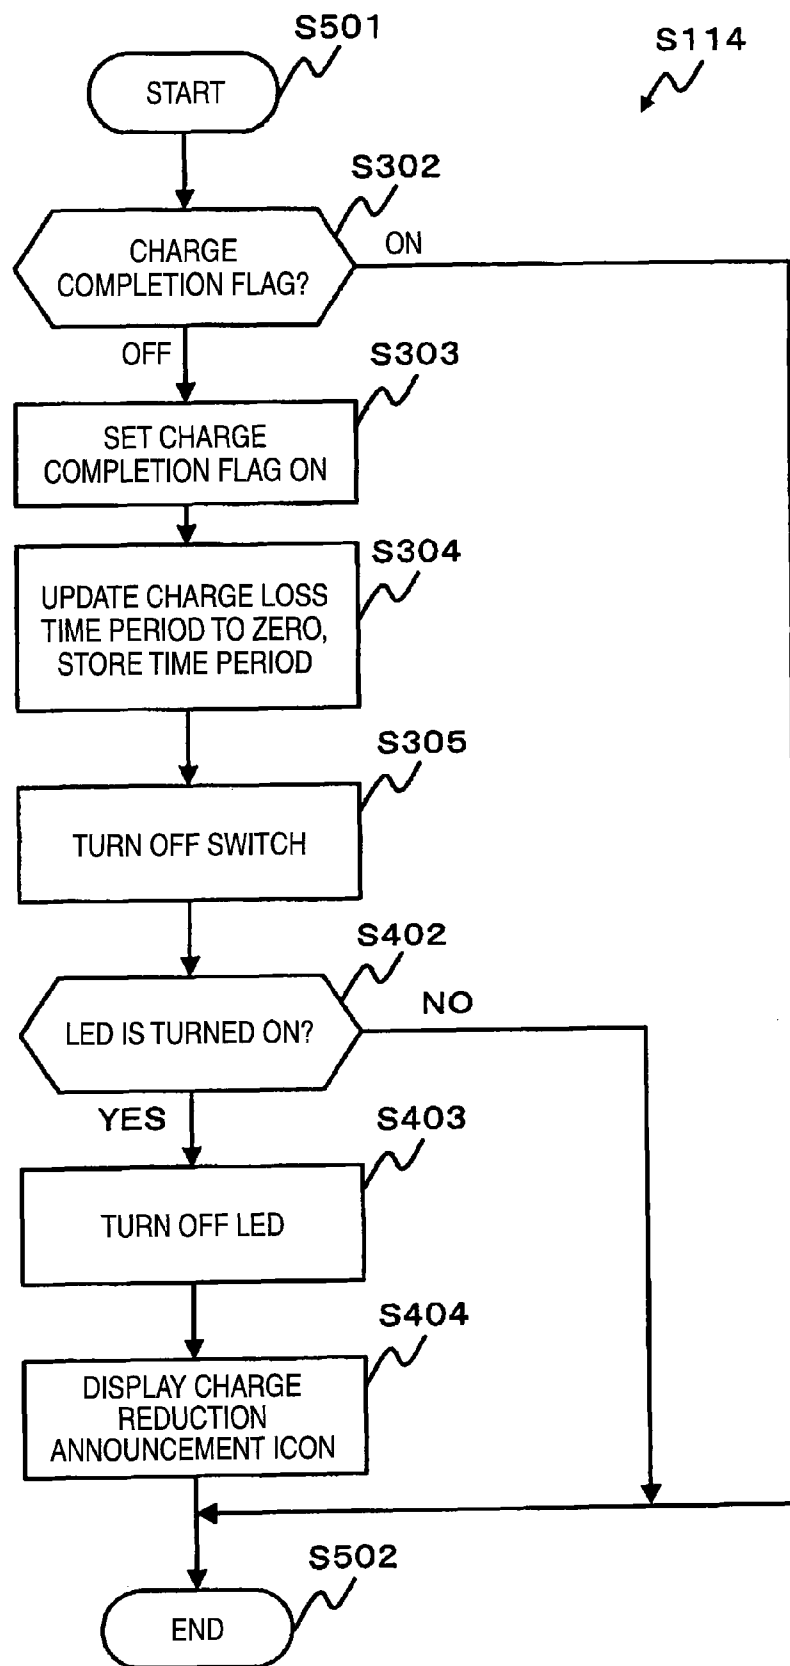 S501
S114
START
S302
CHARGE
COMPLETION FLAG?
ON
OFF
S303
SET CHARGE
COMPLETION FLAG ON
S304
UPDATE CHARGE LOSS
TIME PERIOD TO ZERO,
STORE TIME PERIOD
S305
TURN OFF SWITCH
S402
LED IS TURNED ON?
NO
YES
S403
TURN OFF LED
S404
DISPLAY CHARGE
REDUCTION
ANNOUNCEMENT ICON
S502
END